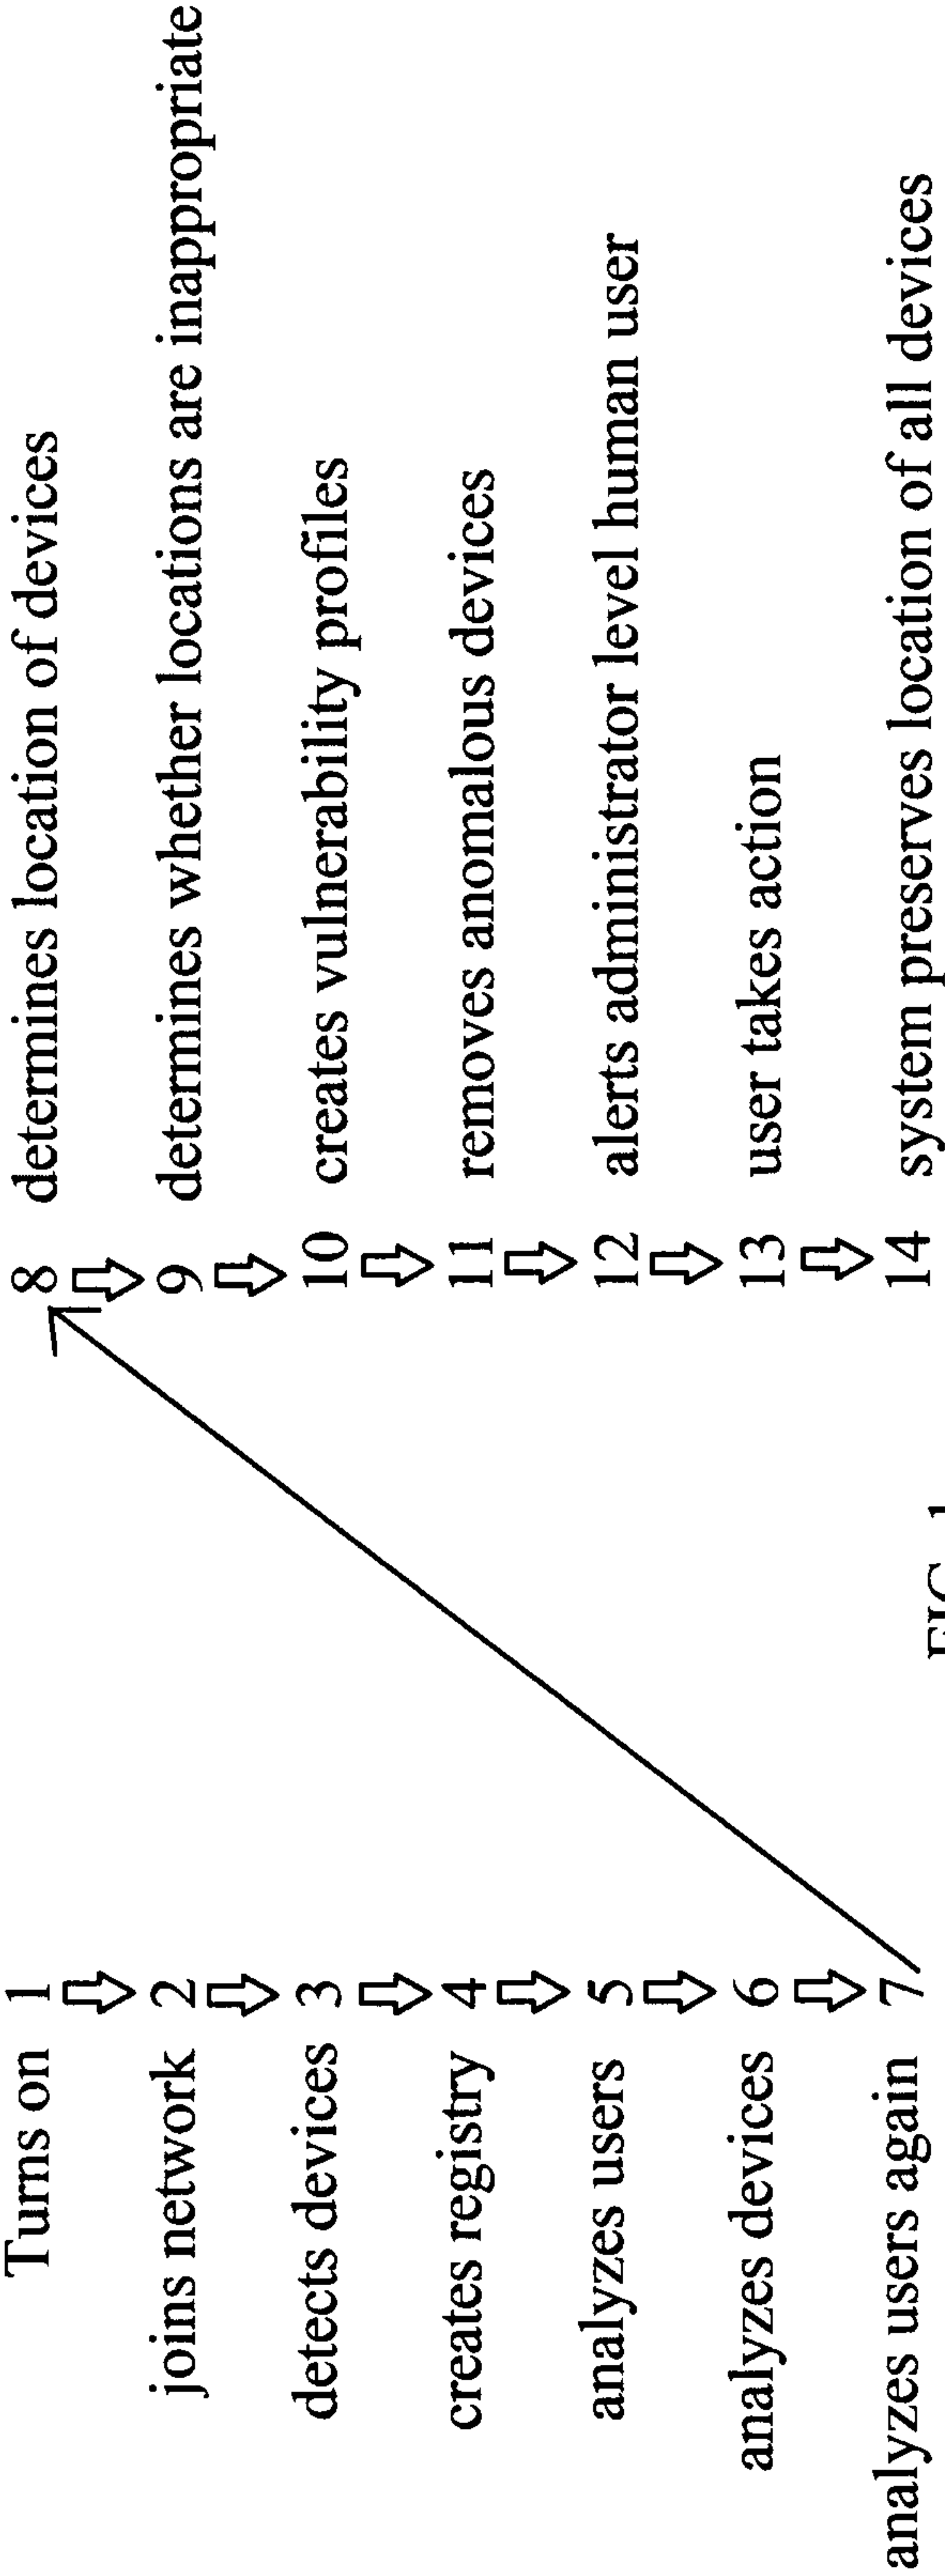 Turns on 1
joins network 2
detects devices 3
creates registry 4
analyzes users 5
analyzes devices 6
analyzes users again 7
8 determines location of devices
9 determines whether locations are inappropriate
10 creates vulnerability profiles
11 removes anomalous devices
12 alerts administrator level human user
13 user takes action
14 system preserves location of all devices